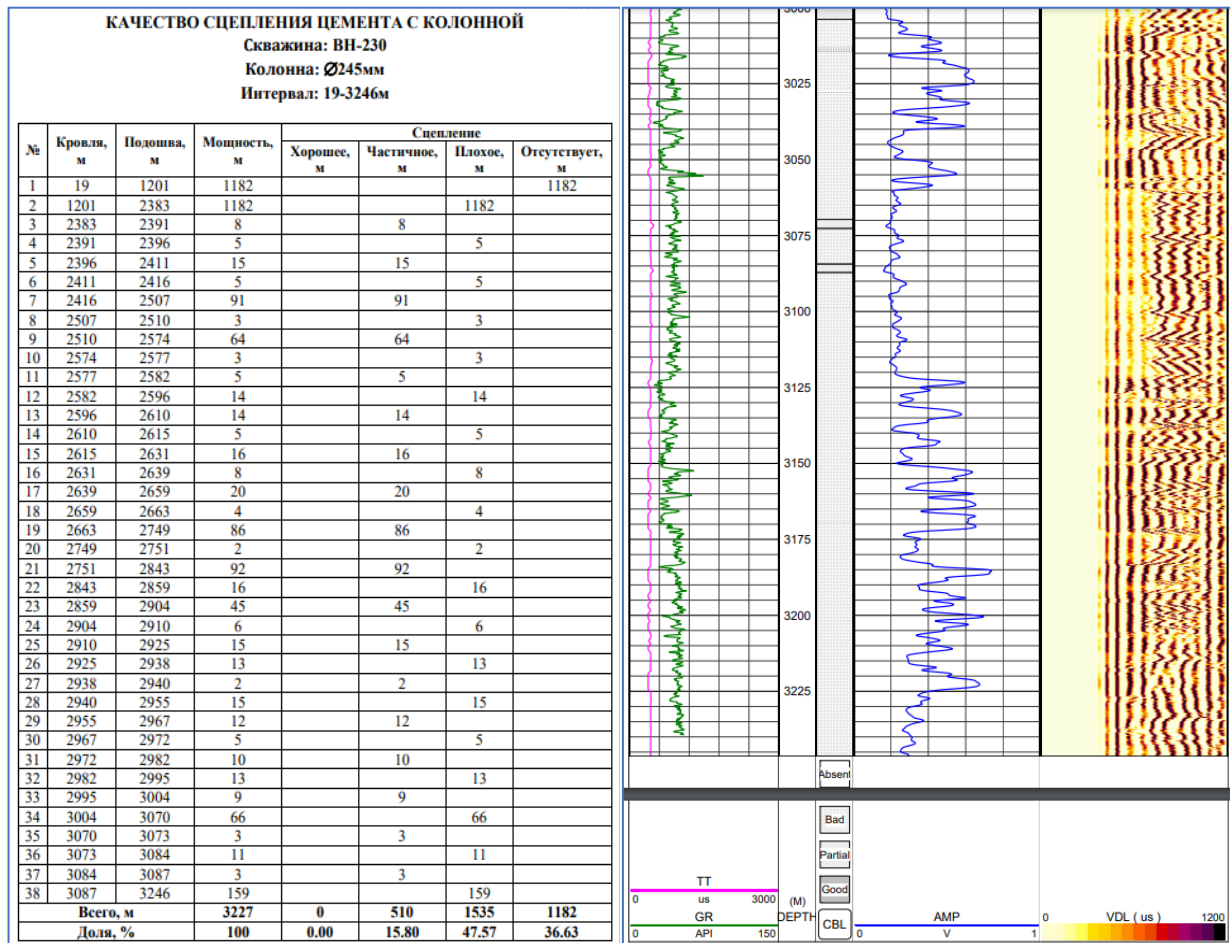 КАЧЕСТВО СЦЕПЛЕНИЯ ЦЕМЕНТА С КОЛОННОЙ
Скважина: ВН-230
Колонна: Ø245мм
Интервал: 19-3246м
№ Кровля, м Подошва, м Мощность, м Сцепление
Хорошее, м Частичное, м Плохое, м Отсутствует, м
1 19 1201 1182 1182
2 1201 2383 1182 1182
3 2383 2391 8 8
4 2391 2396 5 5
5 2396 2411 15 15
6 2411 2416 5 5
7 2416 2507 91 91
8 2507 2510 3 3
9 2510 2574 64 64
10 2574 2577 3 3
11 2577 2582 5 5
12 2582 2596 14 14
13 2596 2610 14 14
14 2610 2615 5 5
15 2615 2631 16 16
16 2631 2639 8 8
17 2639 2659 20 20
18 2659 2663 4 4
19 2663 2749 86 86
20 2749 2751 2 2
21 2751 2843 92 92
22 2843 2859 16 16
23 2859 2904 45 45
24 2904 2910 6 6
25 2910 2925 15 15
26 2925 2938 13 13
27 2938 2940 2 2
28 2940 2955 15 15
29 2955 2967 12 12
30 2967 2972 5 5
31 2972 2982 10 10
32 2982 2995 13 13
33 2995 3004 9 9
34 3004 3070 66 66
35 3070 3073 3 3
36 3073 3084 11 11
37 3084 3087 3 3
38 3087 3246 159 159
Всего, м 3227 0 510 1535 1182
Доля, % 100 0.00 15.80 47.57 36.63
3000
3025
3050
3075
3100
3125
3150
3175
3200
3225
Absent
Bad
Partial
Good
CBL
TT
0 us 3000
GR
0 API 150
(M)
DEPTH
AMP
0 V 1
0 VDL ( us ) 1200